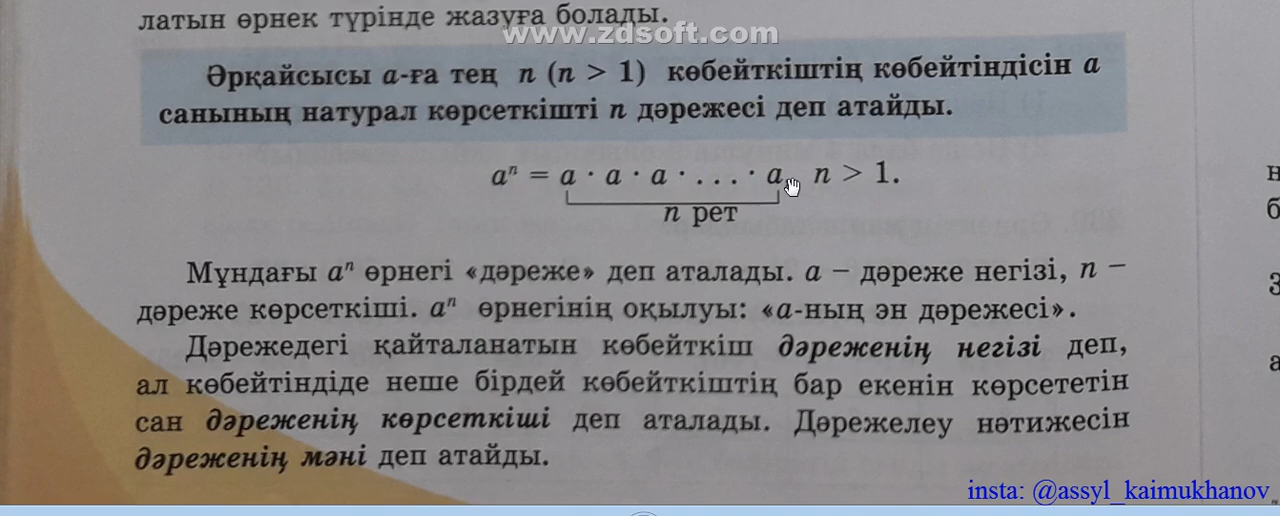 латын өрнек түрінде жазуға болады.
www.zdsoft.com
Әрқайсысы a-ға тең n (n > 1) көбейткіштің көбейтіндісін a
санының натурал көрсеткішті n дәрежесі деп атайды.
aⁿ = a · a · a · ... · a, n > 1.
n рет
Мұндағы aⁿ өрнегі «дәреже» деп аталады. a – дәреже негізі, n –
дәреже көрсеткіші. aⁿ өрнегінің оқылуы: «a-ның эн дәрежесі».
Дәрежедегі қайталанатын көбейткіш дәреженің негізі деп,
ал көбейтіндіде неше бірдей көбейткіштің бар екенін көрсететін
сан дәреженің көрсеткіші деп аталады. Дәрежелеу нәтижесін
дәреженің мәні деп атайды.
insta: @assyl_kaimukhanov